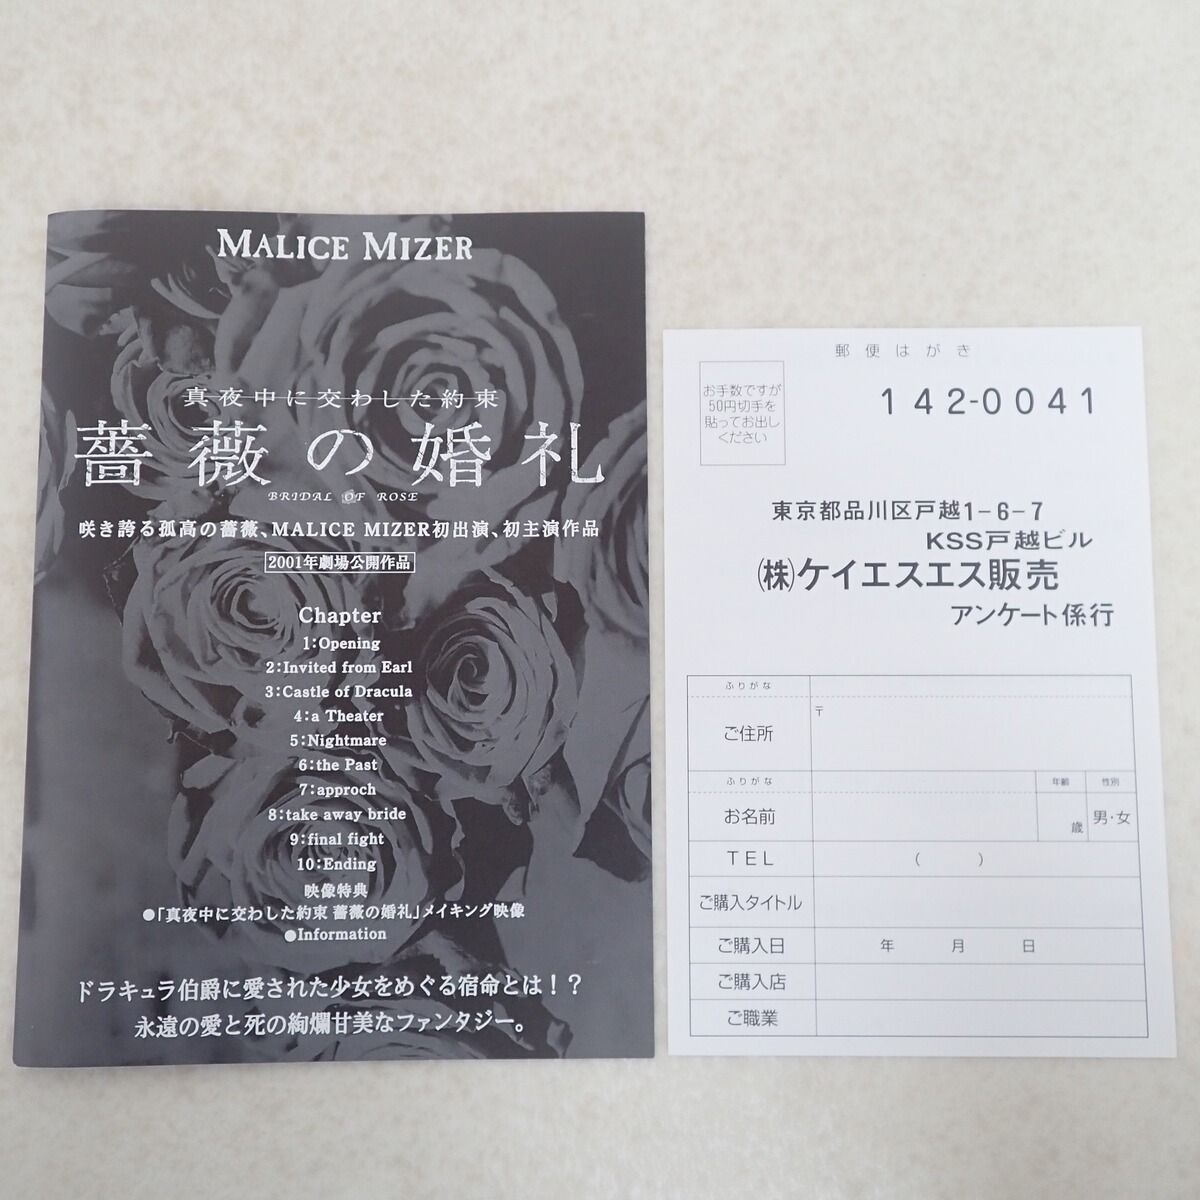 MALICE MIZER
真夜中に交わした約束
薔薇の婚礼
BRIDAL OF ROSE
咲き誇る孤高の薔薇、MALICE MIZER初出演、初主演作品
2001年劇場公開作品
Chapter
1:Opening
2:Invited from Earl
3:Castle of Dracula
4:a Theater
5:Nightmare
6:the Past
7:approch
8:take away bride
9:final fight
10:Ending
映像特典
●「真夜中に交わした約束 薔薇の婚礼」メイキング映像
●Information
ドラキュラ伯爵に愛された少女をめぐる宿命とは！？
永遠の愛と死の絢爛甘美なファンタジー。
郵便はがき
お手数ですが
50円切手を
貼ってお出し
ください
142-0041
東京都品川区戸越1-6-7
KSS戸越ビル
(株)ケイエスエス販売
アンケート係行
ふりがな
ご住所 〒
ふりがな 年齢 性別
お名前 歳 男・女
TEL ( )
ご購入タイトル
ご購入日 年 月 日
ご購入店
ご職業